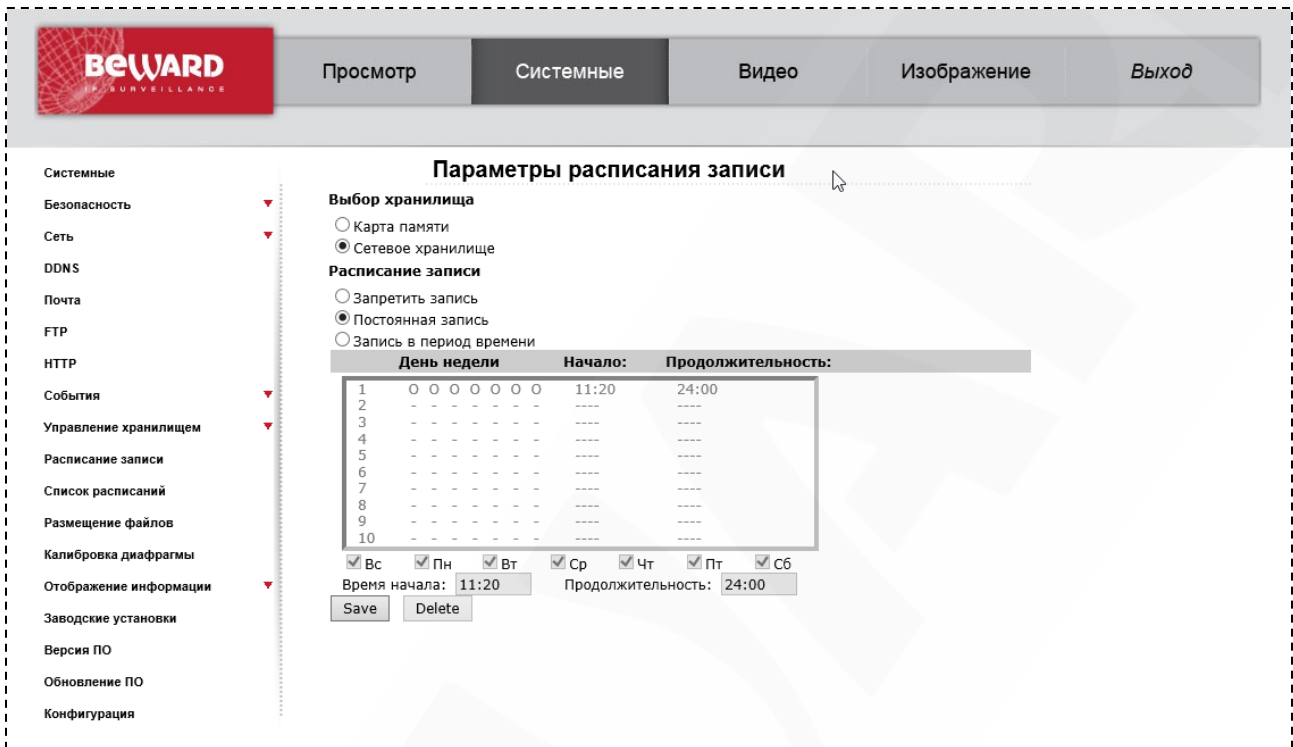 BEWARD
IP SURVEILLANCE
Просмотр Системные Видео Изображение Выход
Системные
Безопасность
Сеть
DDNS
Почта
FTP
HTTP
События
Управление хранилищем
Расписание записи
Список расписаний
Размещение файлов
Калибровка диафрагмы
Отображение информации
Заводские установки
Версия ПО
Обновление ПО
Конфигурация
Параметры расписания записи
Выбор хранилища
Карта памяти
Сетевое хранилище
Расписание записи
Запретить запись
Постоянная запись
Запись в период времени
День недели Начало: Продолжительность:
1 O O O O O O O 11:20 24:00
2 - - - - - - - ---- ----
3 - - - - - - - ---- ----
4 - - - - - - - ---- ----
5 - - - - - - - ---- ----
6 - - - - - - - ---- ----
7 - - - - - - - ---- ----
8 - - - - - - - ---- ----
9 - - - - - - - ---- ----
10 - - - - - - - ---- ----
Вс Пн Вт Ср Чт Пт Сб
Время начала: 11:20 Продолжительность: 24:00
Save Delete